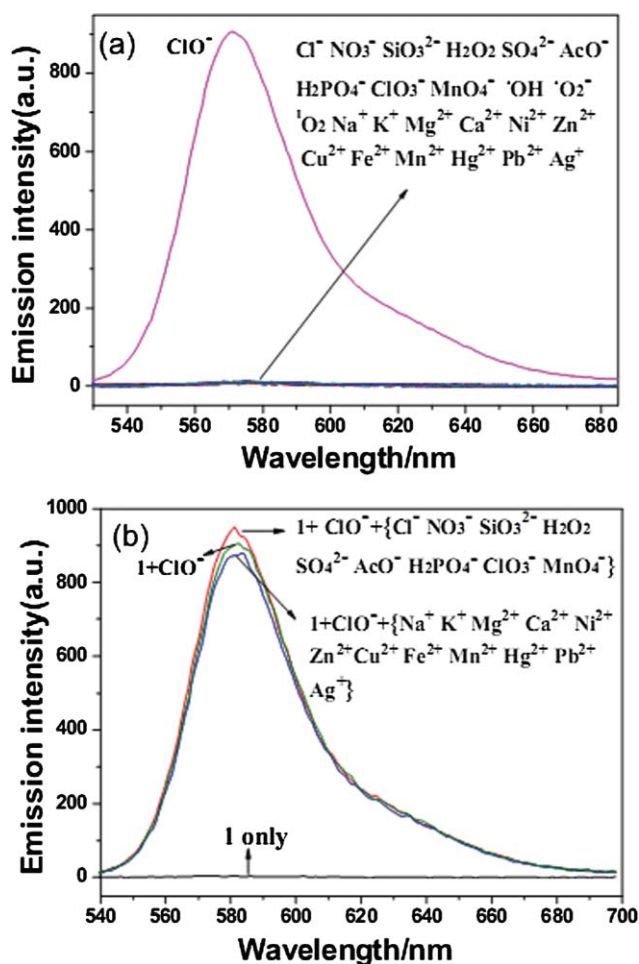 (a)
ClO⁻
Cl⁻ NO₃⁻ SiO₃²⁻ H₂O₂ SO₄²⁻ AcO⁻
H₂PO₄⁻ ClO₃⁻ MnO₄⁻ ˙OH ˙O₂⁻
¹O₂ Na⁺ K⁺ Mg²⁺ Ca²⁺ Ni²⁺ Zn²⁺
Cu²⁺ Fe²⁺ Mn²⁺ Hg²⁺ Pb²⁺ Ag⁺
Emission intensity(a.u.)
800
600
400
200
0
540 560 580 600 620 640 660 680
Wavelength/nm
(b)
1+ ClO⁻+{Cl⁻ NO₃⁻ SiO₃²⁻ H₂O₂
SO₄²⁻ AcO⁻ H₂PO₄⁻ ClO₃⁻ MnO₄⁻}
1+ClO⁻
1+ClO⁻+{Na⁺ K⁺ Mg²⁺ Ca²⁺ Ni²⁺
Zn²⁺Cu²⁺ Fe²⁺ Mn²⁺ Hg²⁺ Pb²⁺
Ag⁺}
1 only
Emission intensity(a.u.)
1000
800
600
400
200
0
540 560 580 600 620 640 660 680 700
Wavelength/nm